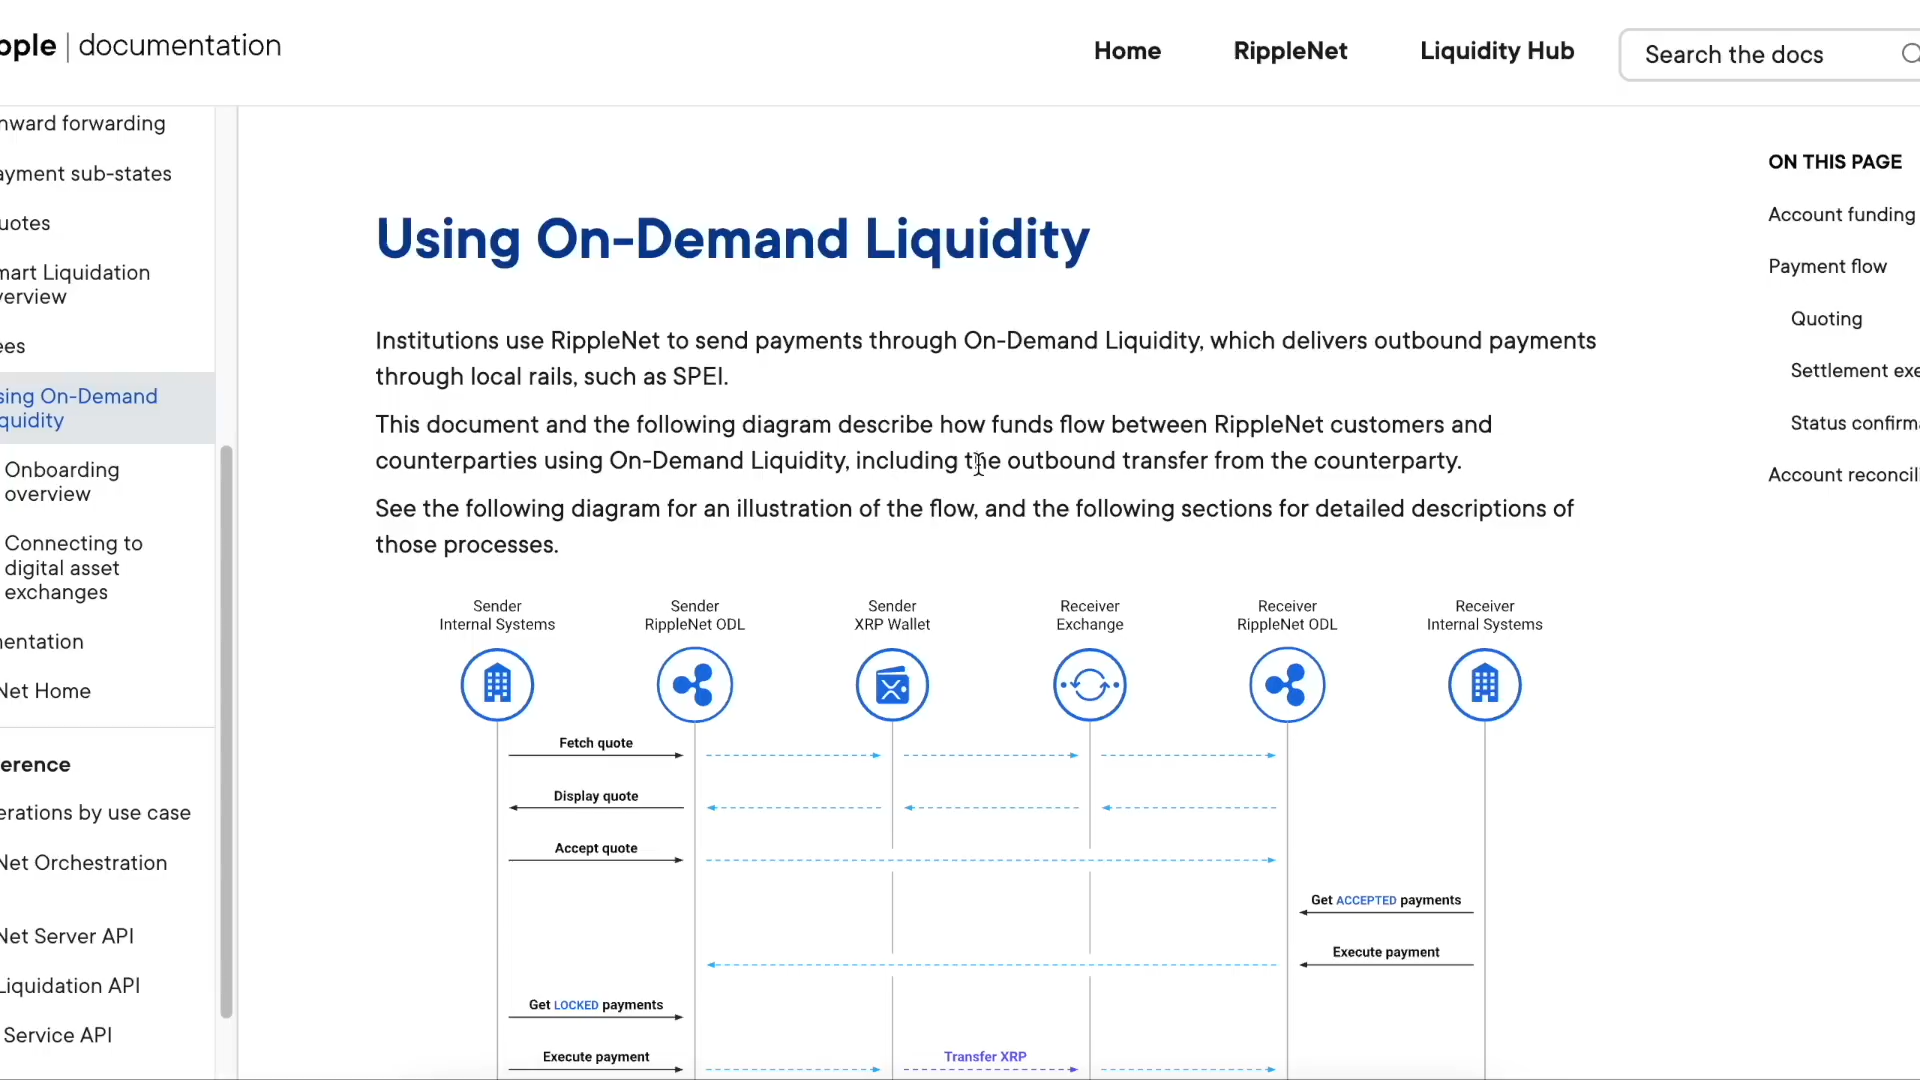 pple | documentation
Home
RippleNet
Liquidity Hub
Search the docs
nward forwarding
ayment sub-states
uotes
mart Liquidation
verview
ees
sing On-Demand
quidity
Onboarding
overview
Connecting to
digital asset
exchanges
nentation
Net Home
erence
erations by use case
Net Orchestration
Net Server API
Liquidation API
Service API
Using On-Demand Liquidity
Institutions use RippleNet to send payments through On-Demand Liquidity, which delivers outbound payments
through local rails, such as SPEI.
This document and the following diagram describe how funds flow between RippleNet customers and
counterparties using On-Demand Liquidity, including the outbound transfer from the counterparty.
See the following diagram for an illustration of the flow, and the following sections for detailed descriptions of
those processes.
Sender
Internal Systems
Sender
RippleNet ODL
Sender
XRP Wallet
Receiver
Exchange
Receiver
RippleNet ODL
Receiver
Internal Systems
Fetch quote
Display quote
Accept quote
Get ACCEPTED payments
Execute payment
Get LOCKED payments
Execute payment
Transfer XRP
ON THIS PAGE
Account funding
Payment flow
Quoting
Settlement exe
Status confirma
Account reconcili